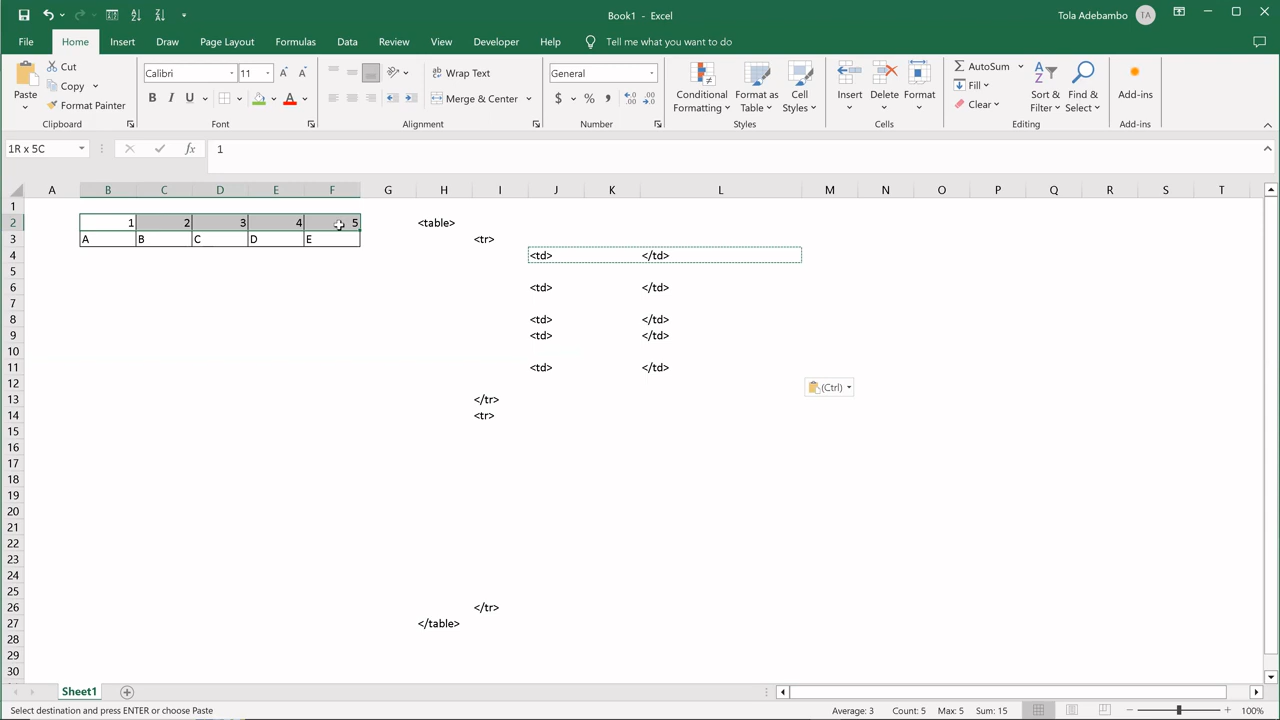 Book1 - Excel
Tola Adebambo TA
File Home Insert Draw Page Layout Formulas Data Review View Developer Help Tell me what you want to do
Paste
Cut
Copy
Format Painter
Clipboard
Calibri 11
B I U
Font
Wrap Text
Merge & Center
Alignment
General
$ % ,
Number
Conditional Formatting
Format as Table
Cell Styles
Styles
Insert
Delete
Format
Cells
AutoSum
Fill
Clear
Sort & Filter
Find & Select
Editing
Add-ins
Add-ins
1R x 5C
fx
1
A B C D E F G H I J K L M N O P Q R S T
1
2 1 2 3 4 5 <table>
3 A B C D E <tr>
4 <td> </td>
5
6 <td> </td>
7
8 <td> </td>
9 <td> </td>
10
11 <td> </td>
12 (Ctrl)
13 </tr>
14 <tr>
15
16
17
18
19
20
21
22
23
24
25
26 </tr>
27 </table>
28
29
30
Sheet1
Select destination and press ENTER or choose Paste
Average: 3 Count: 5 Max: 5 Sum: 15
100%